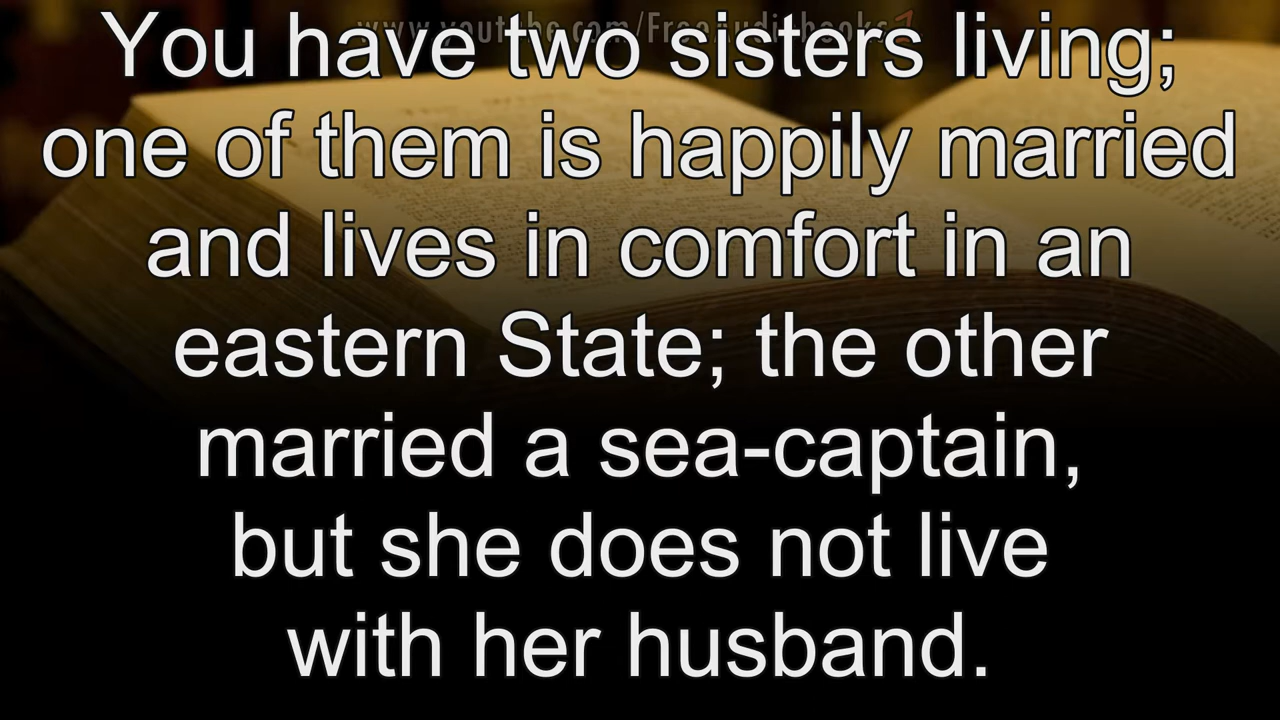 www.youtube.com/FreeAudiobooks
You have two sisters living;
one of them is happily married
and lives in comfort in an
eastern State; the other
married a sea-captain,
but she does not live
with her husband.